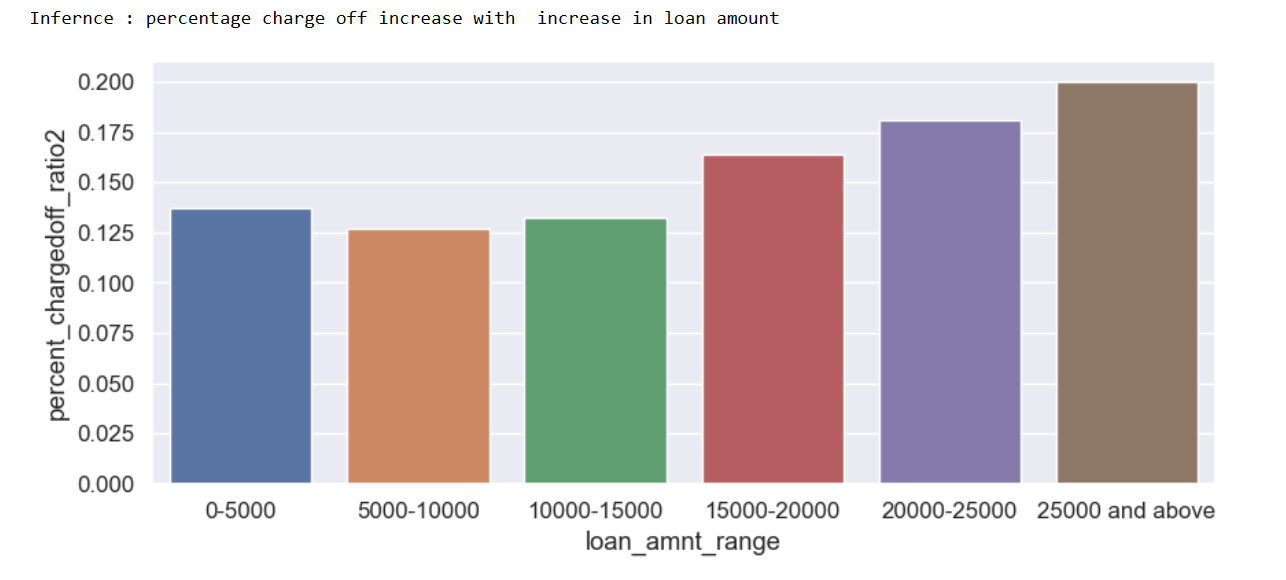 Infernce : percentage charge off increase with  increase in loan amount
percent_chargedoff_ratio2
0.200
0.175
0.150
0.125
0.100
0.075
0.050
0.025
0.000
0-5000 5000-10000 10000-15000 15000-20000 20000-25000 25000 and above
loan_amnt_range